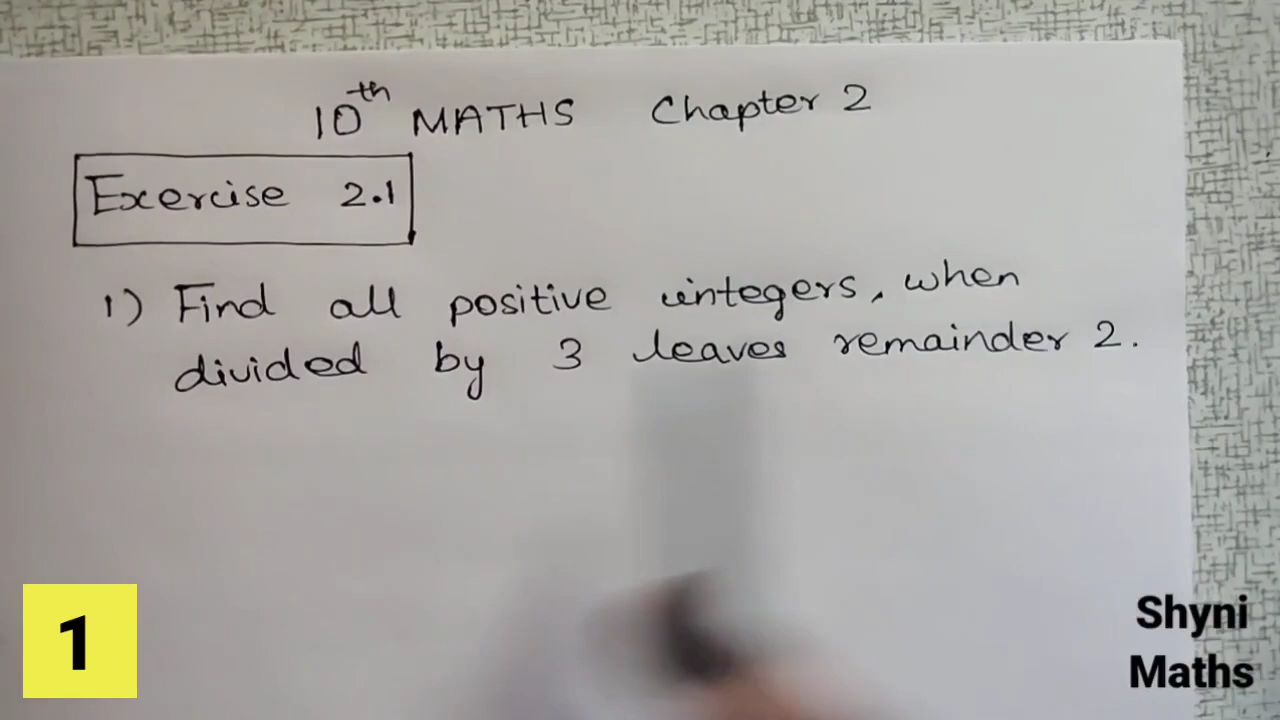 10th MATHS Chapter 2
Exercise 2.1
1) Find all positive integers, when
divided by 3 leaves remainder 2.
1
Shyni
Maths